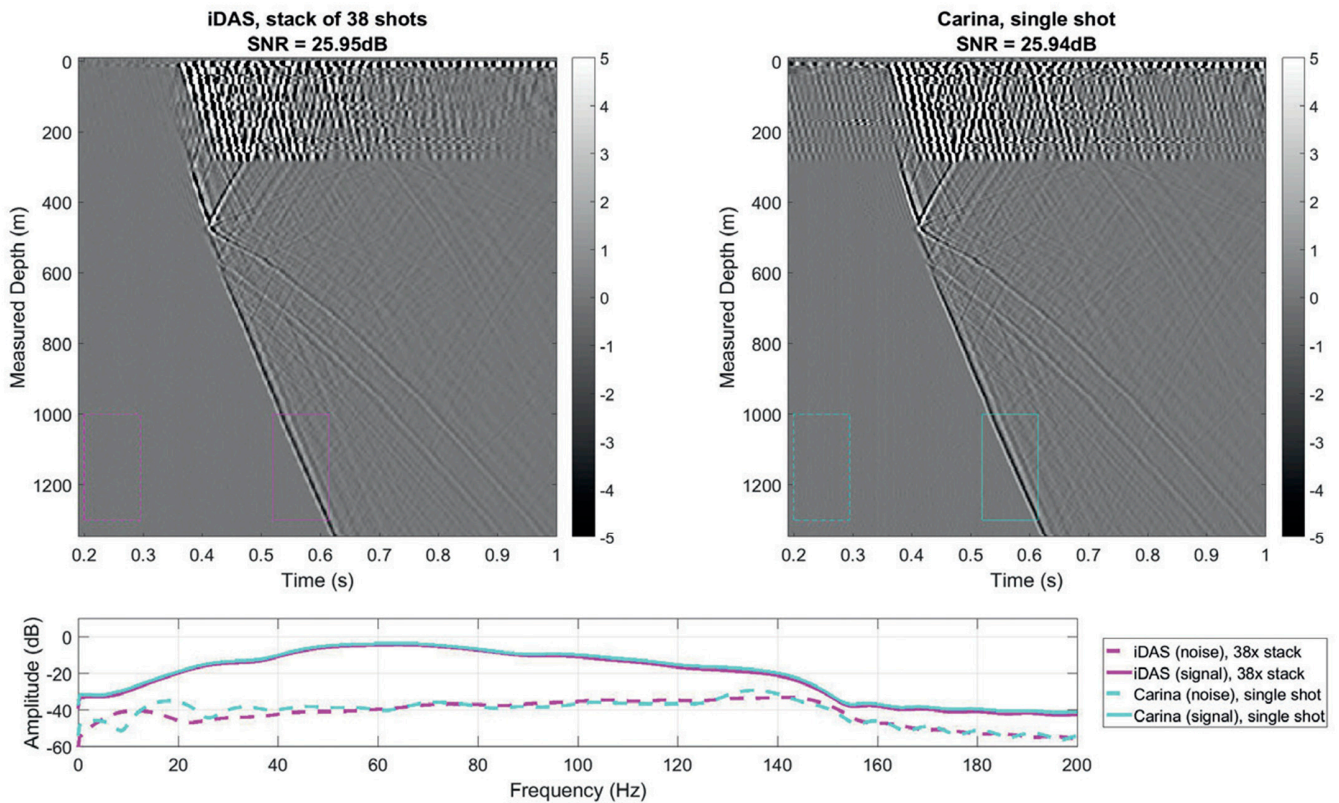 iDAS, stack of 38 shots
SNR = 25.95dB
0
200
400
600
800
1000
1200
Measured Depth (m)
0.2 0.3 0.4 0.5 0.6 0.7 0.8 0.9 1
Time (s)
5
4
3
2
1
0
-1
-2
-3
-4
-5
Carina, single shot
SNR = 25.94dB
0
200
400
600
800
1000
1200
Measured Depth (m)
0.2 0.3 0.4 0.5 0.6 0.7 0.8 0.9 1
Time (s)
5
4
3
2
1
0
-1
-2
-3
-4
-5
Amplitude (dB)
0
-20
-40
-60
0 20 40 60 80 100 120 140 160 180 200
Frequency (Hz)
iDAS (noise), 38x stack
iDAS (signal), 38x stack
Carina (noise), single shot
Carina (signal), single shot